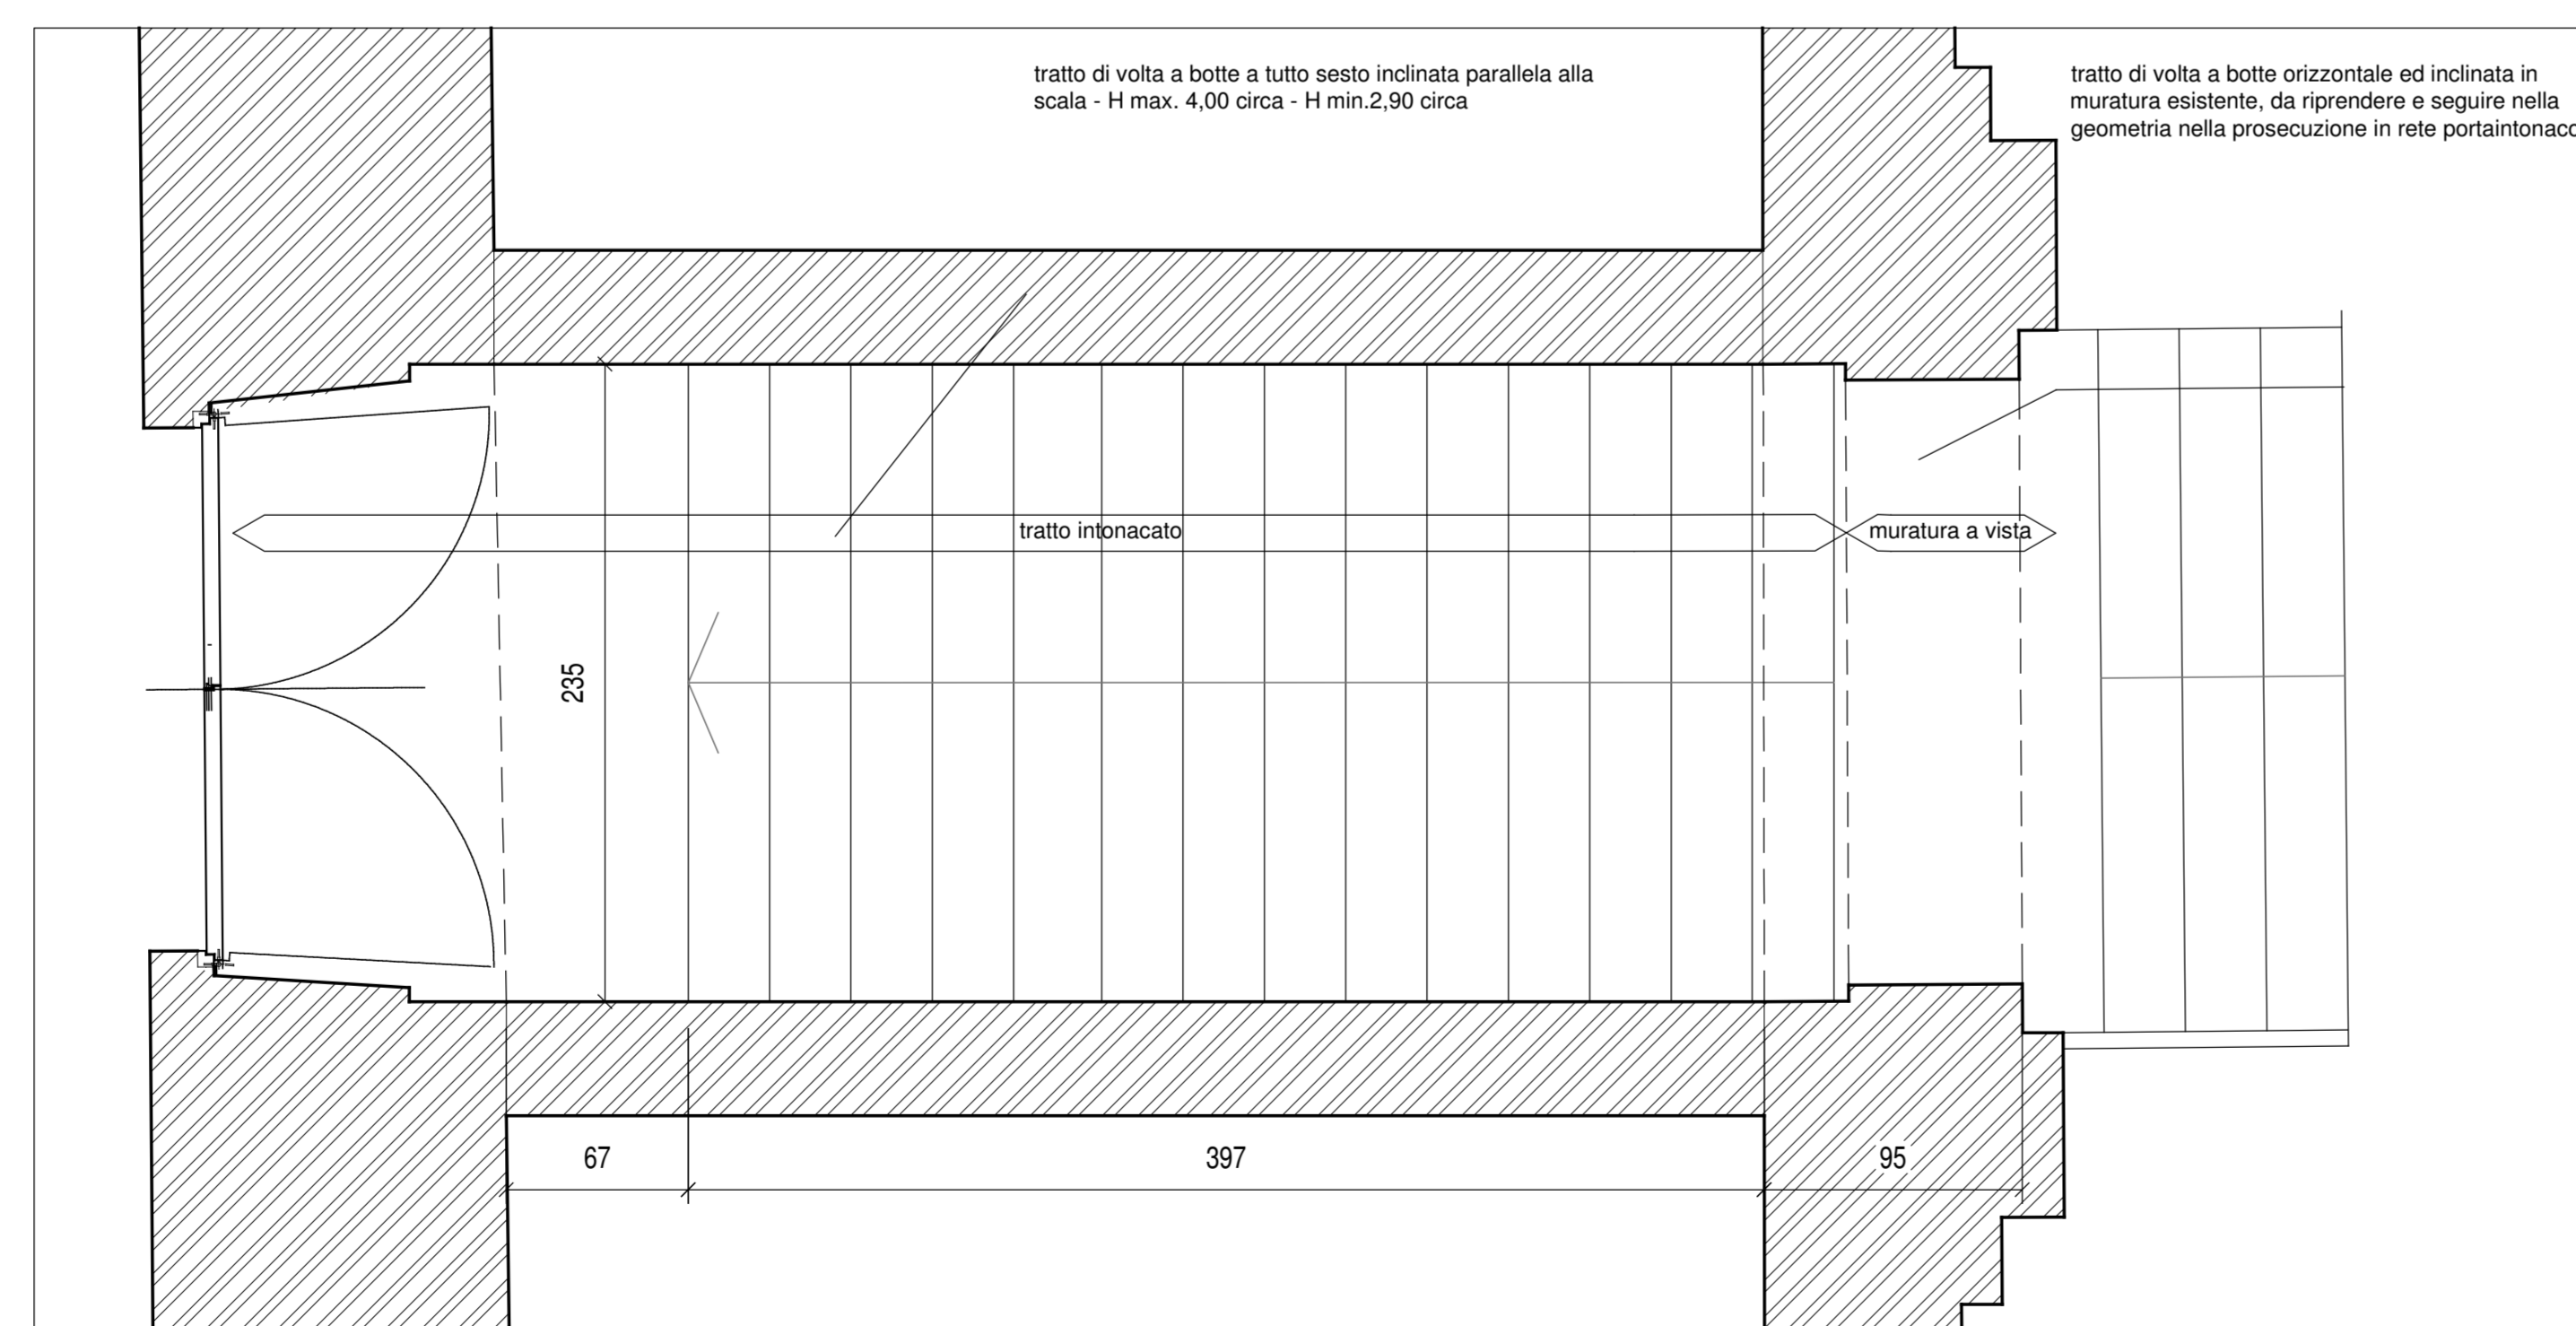 tratto di volta a botte a tutto sesto inclinata parallela alla
scala - H max. 4,00 circa - H min.2,90 circa
tratto di volta a botte orizzontale ed inclinata in
muratura esistente, da riprendere e seguire nella
geometria nella prosecuzione in rete portaintonaco
tratto intonacato
muratura a vista
235
67
397
95